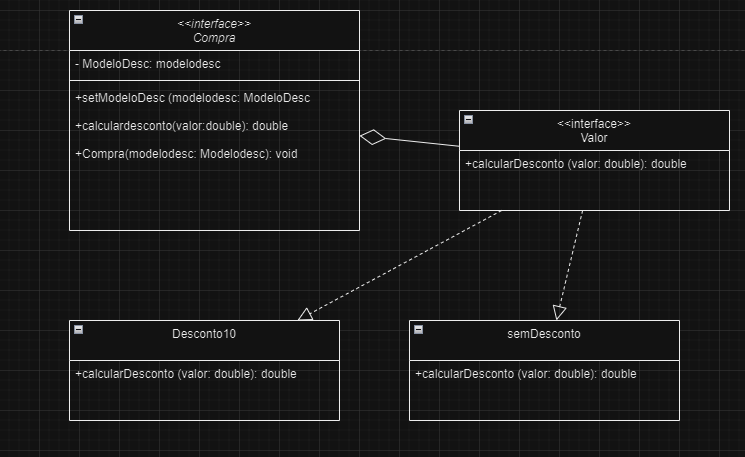 <<interface>>
Compra
- ModeloDesc: modelodesc
+setModeloDesc (modelodesc: ModeloDesc
+calculardesconto(valor:double): double
+Compra(modelodesc: Modelodesc): void
<<interface>>
Valor
+calcularDesconto (valor: double): double
Desconto10
+calcularDesconto (valor: double): double
semDesconto
+calcularDesconto (valor: double): double